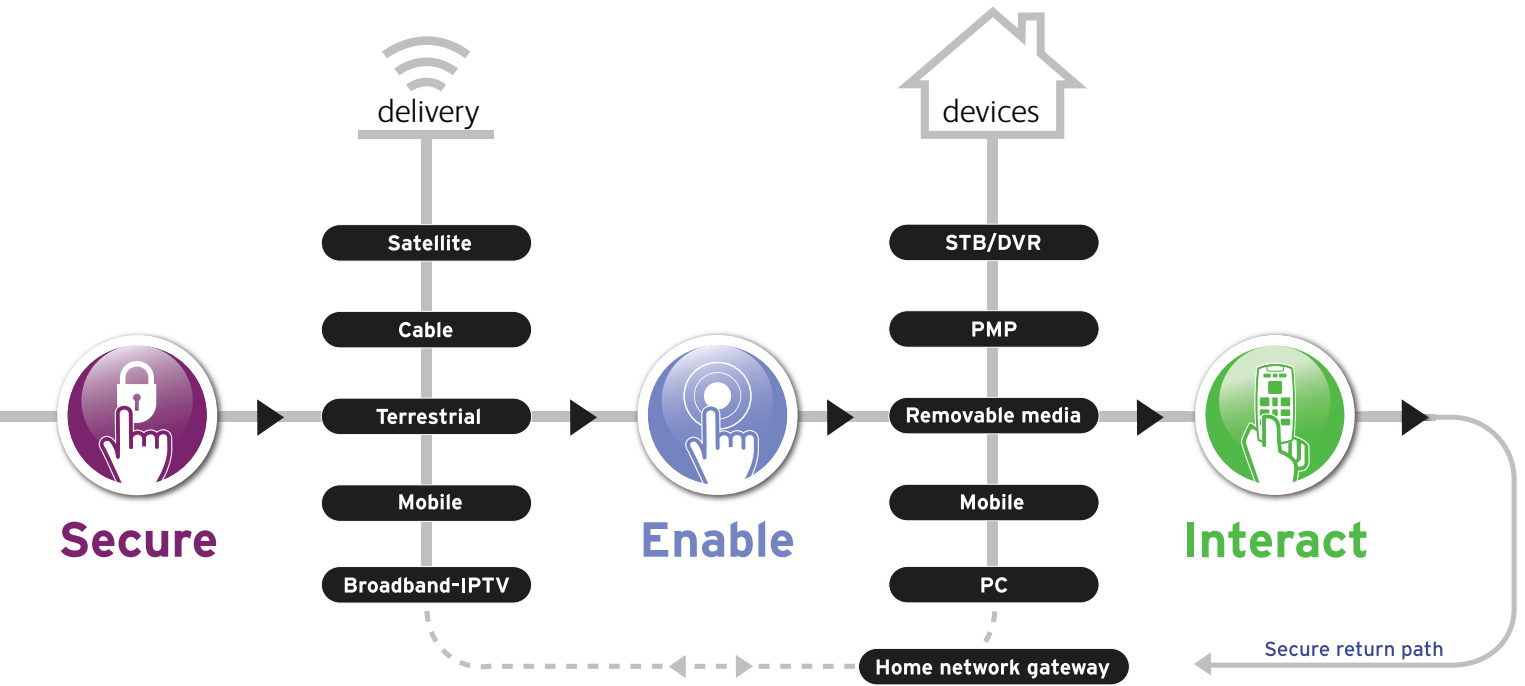 delivery
devices
Satellite
STB/DVR
Cable
PMP
Terrestrial
Removable media
Mobile
Mobile
Secure
Enable
Interact
Broadband-IPTV
PC
Secure return path
Home network gateway